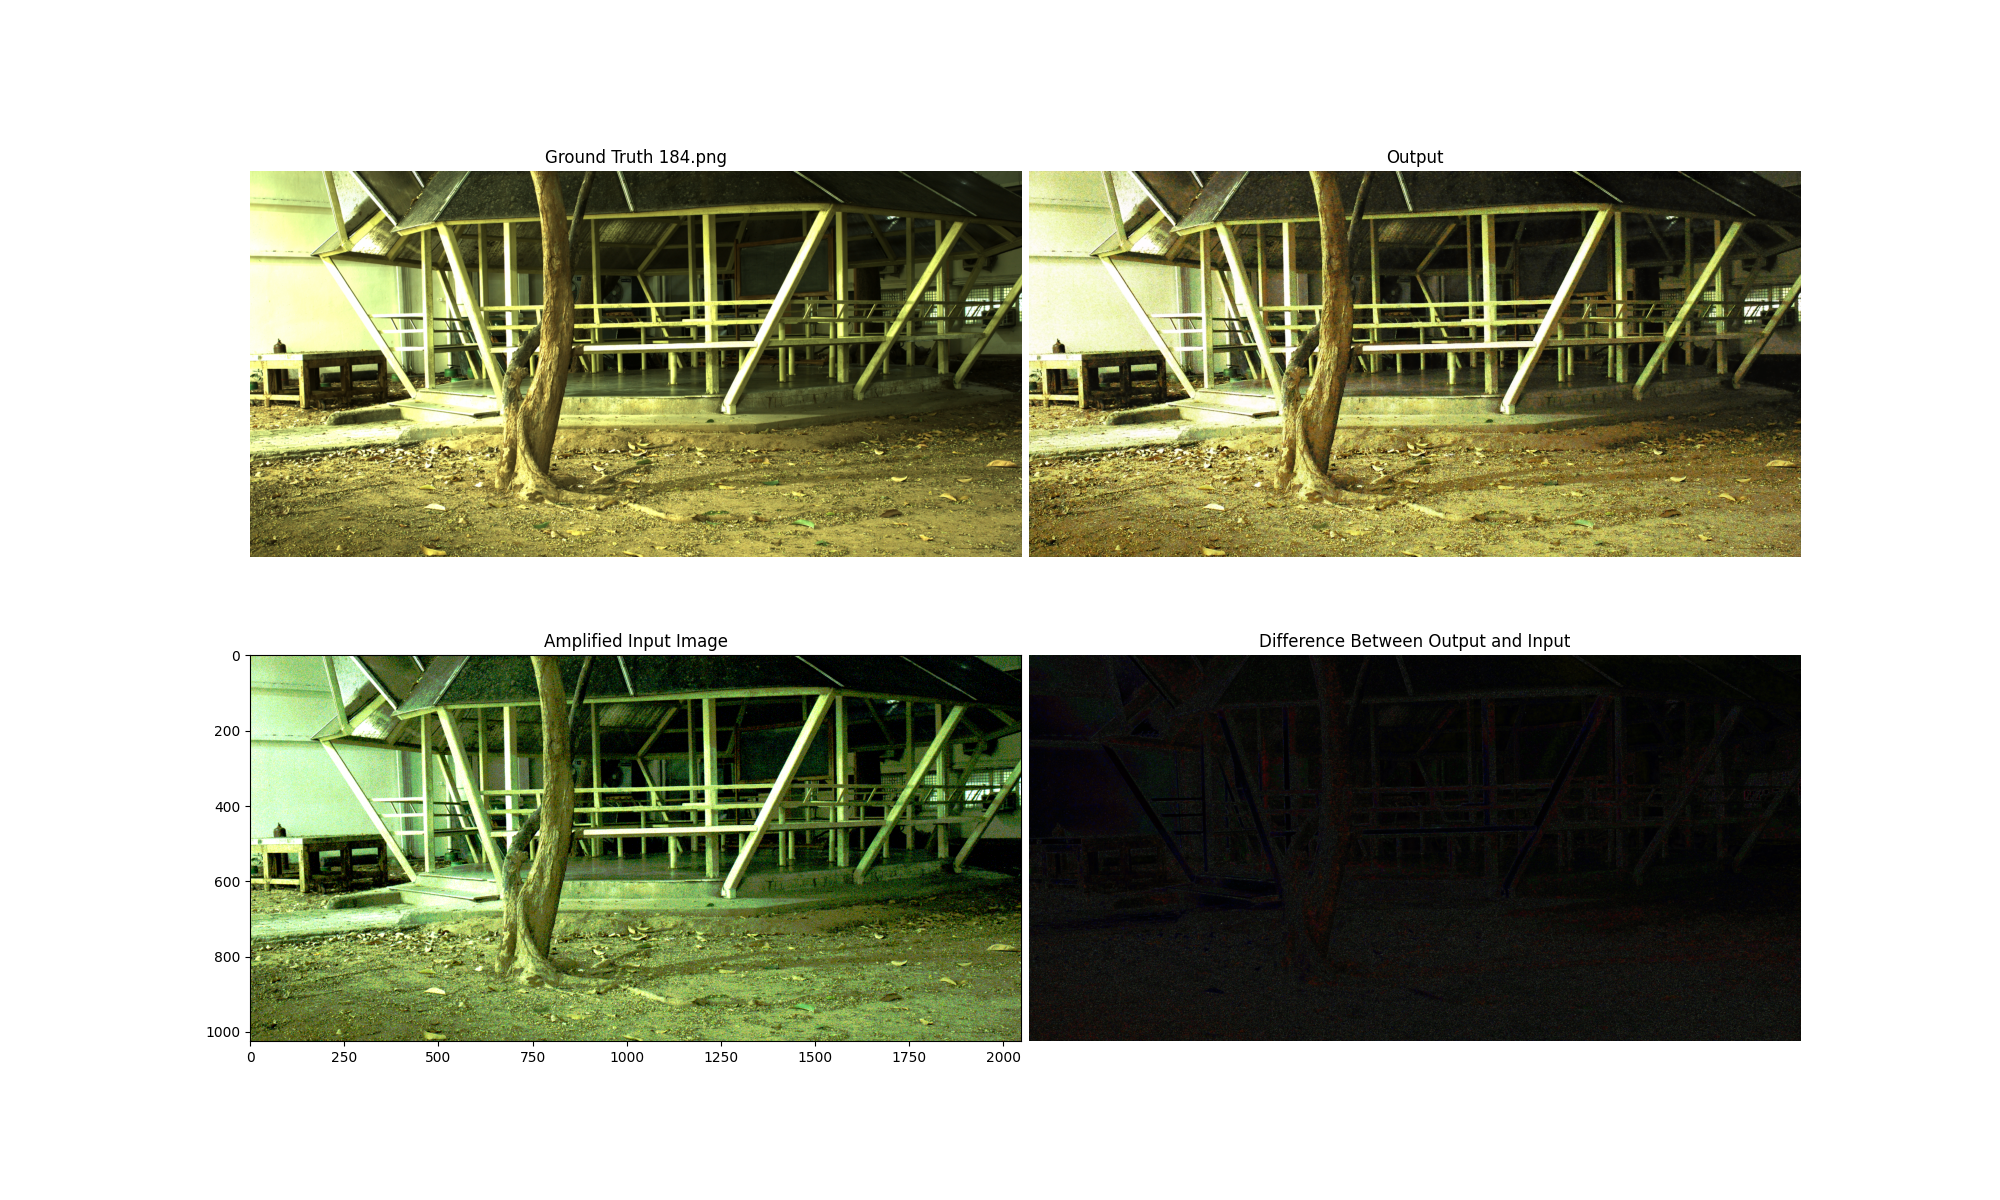 Ground Truth 184.png
Output
Amplified Input Image
Difference Between Output and Input
0
200
400
600
800
1000
0 250 500 750 1000 1250 1500 1750 2000